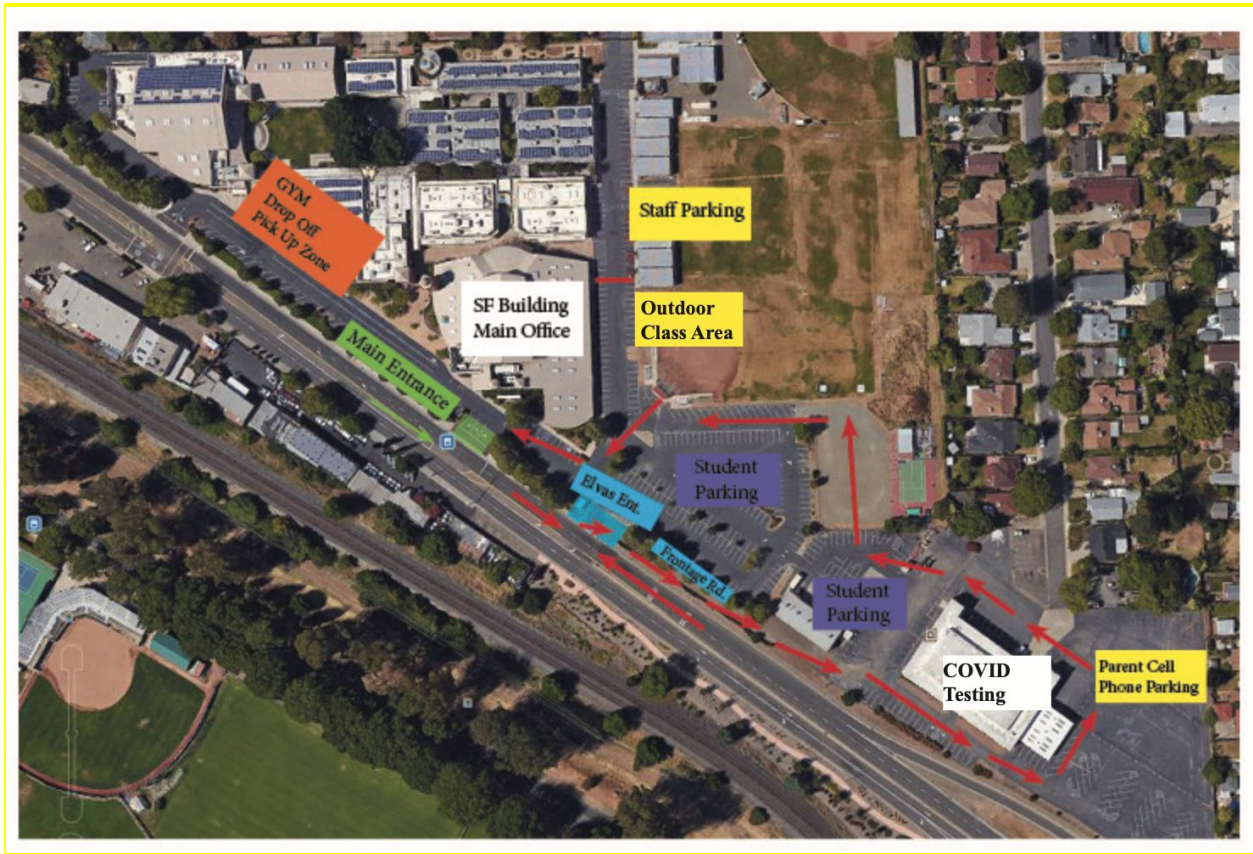 GYM
Drop Off
Pick Up Zone
Staff Parking
SF Building
Main Office
Outdoor
Class Area
Main Entrance
Student
Parking
Elvas Ent.
Frontage Rd.
Student
Parking
COVID
Testing
Parent Cell
Phone Parking